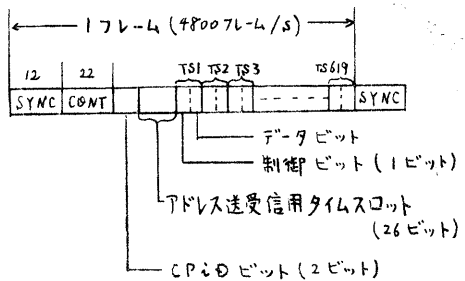 1フレーム(4800フレーム/s)
12 22 TS1 TS2 TS3 TS619
SYNC CONT SYNC
データビット
制御ビット(1ビット)
アドレス送受信用タイムスロット
(26ビット)
CPiDビット(2ビット)